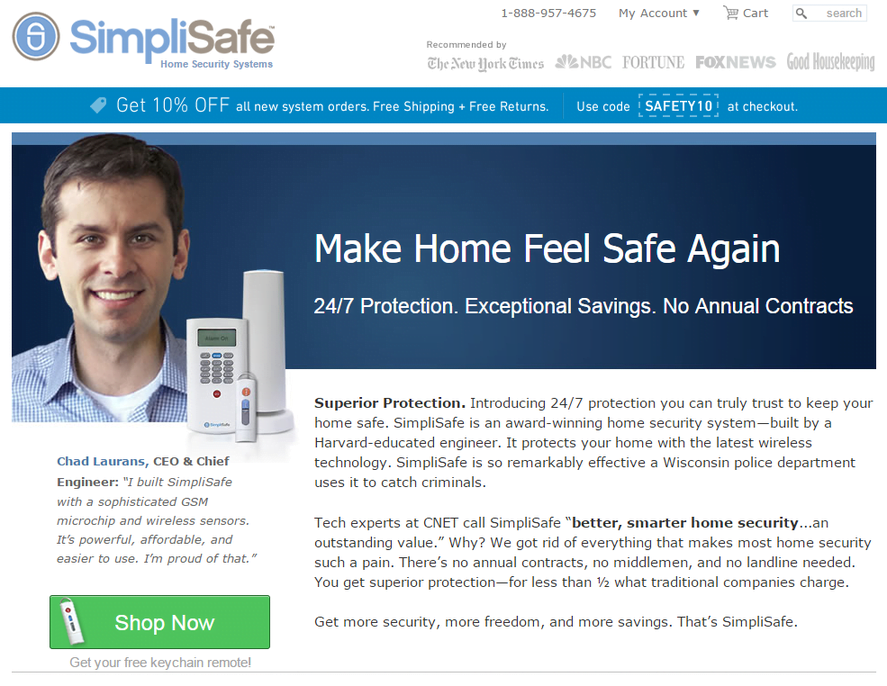 1-888-957-4675 My Account ▼ Cart search
SimpliSafe™
Home Security Systems
Recommended by
The New York Times NBC FORTUNE FOX NEWS Good Housekeeping
Get 10% OFF all new system orders. Free Shipping + Free Returns. Use code SAFETY10 at checkout.
Make Home Feel Safe Again
24/7 Protection. Exceptional Savings. No Annual Contracts
SimpliSafe
Chad Laurans, CEO & Chief
Engineer: “I built SimpliSafe
with a sophisticated GSM
microchip and wireless sensors.
It’s powerful, affordable, and
easier to use. I’m proud of that.”
Shop Now
Get your free keychain remote!
Superior Protection. Introducing 24/7 protection you can truly trust to keep your
home safe. SimpliSafe is an award-winning home security system—built by a
Harvard-educated engineer. It protects your home with the latest wireless
technology. SimpliSafe is so remarkably effective a Wisconsin police department
uses it to catch criminals.
Tech experts at CNET call SimpliSafe “better, smarter home security...an
outstanding value.” Why? We got rid of everything that makes most home security
such a pain. There’s no annual contracts, no middlemen, and no landline needed.
You get superior protection—for less than ½ what traditional companies charge.
Get more security, more freedom, and more savings. That’s SimpliSafe.